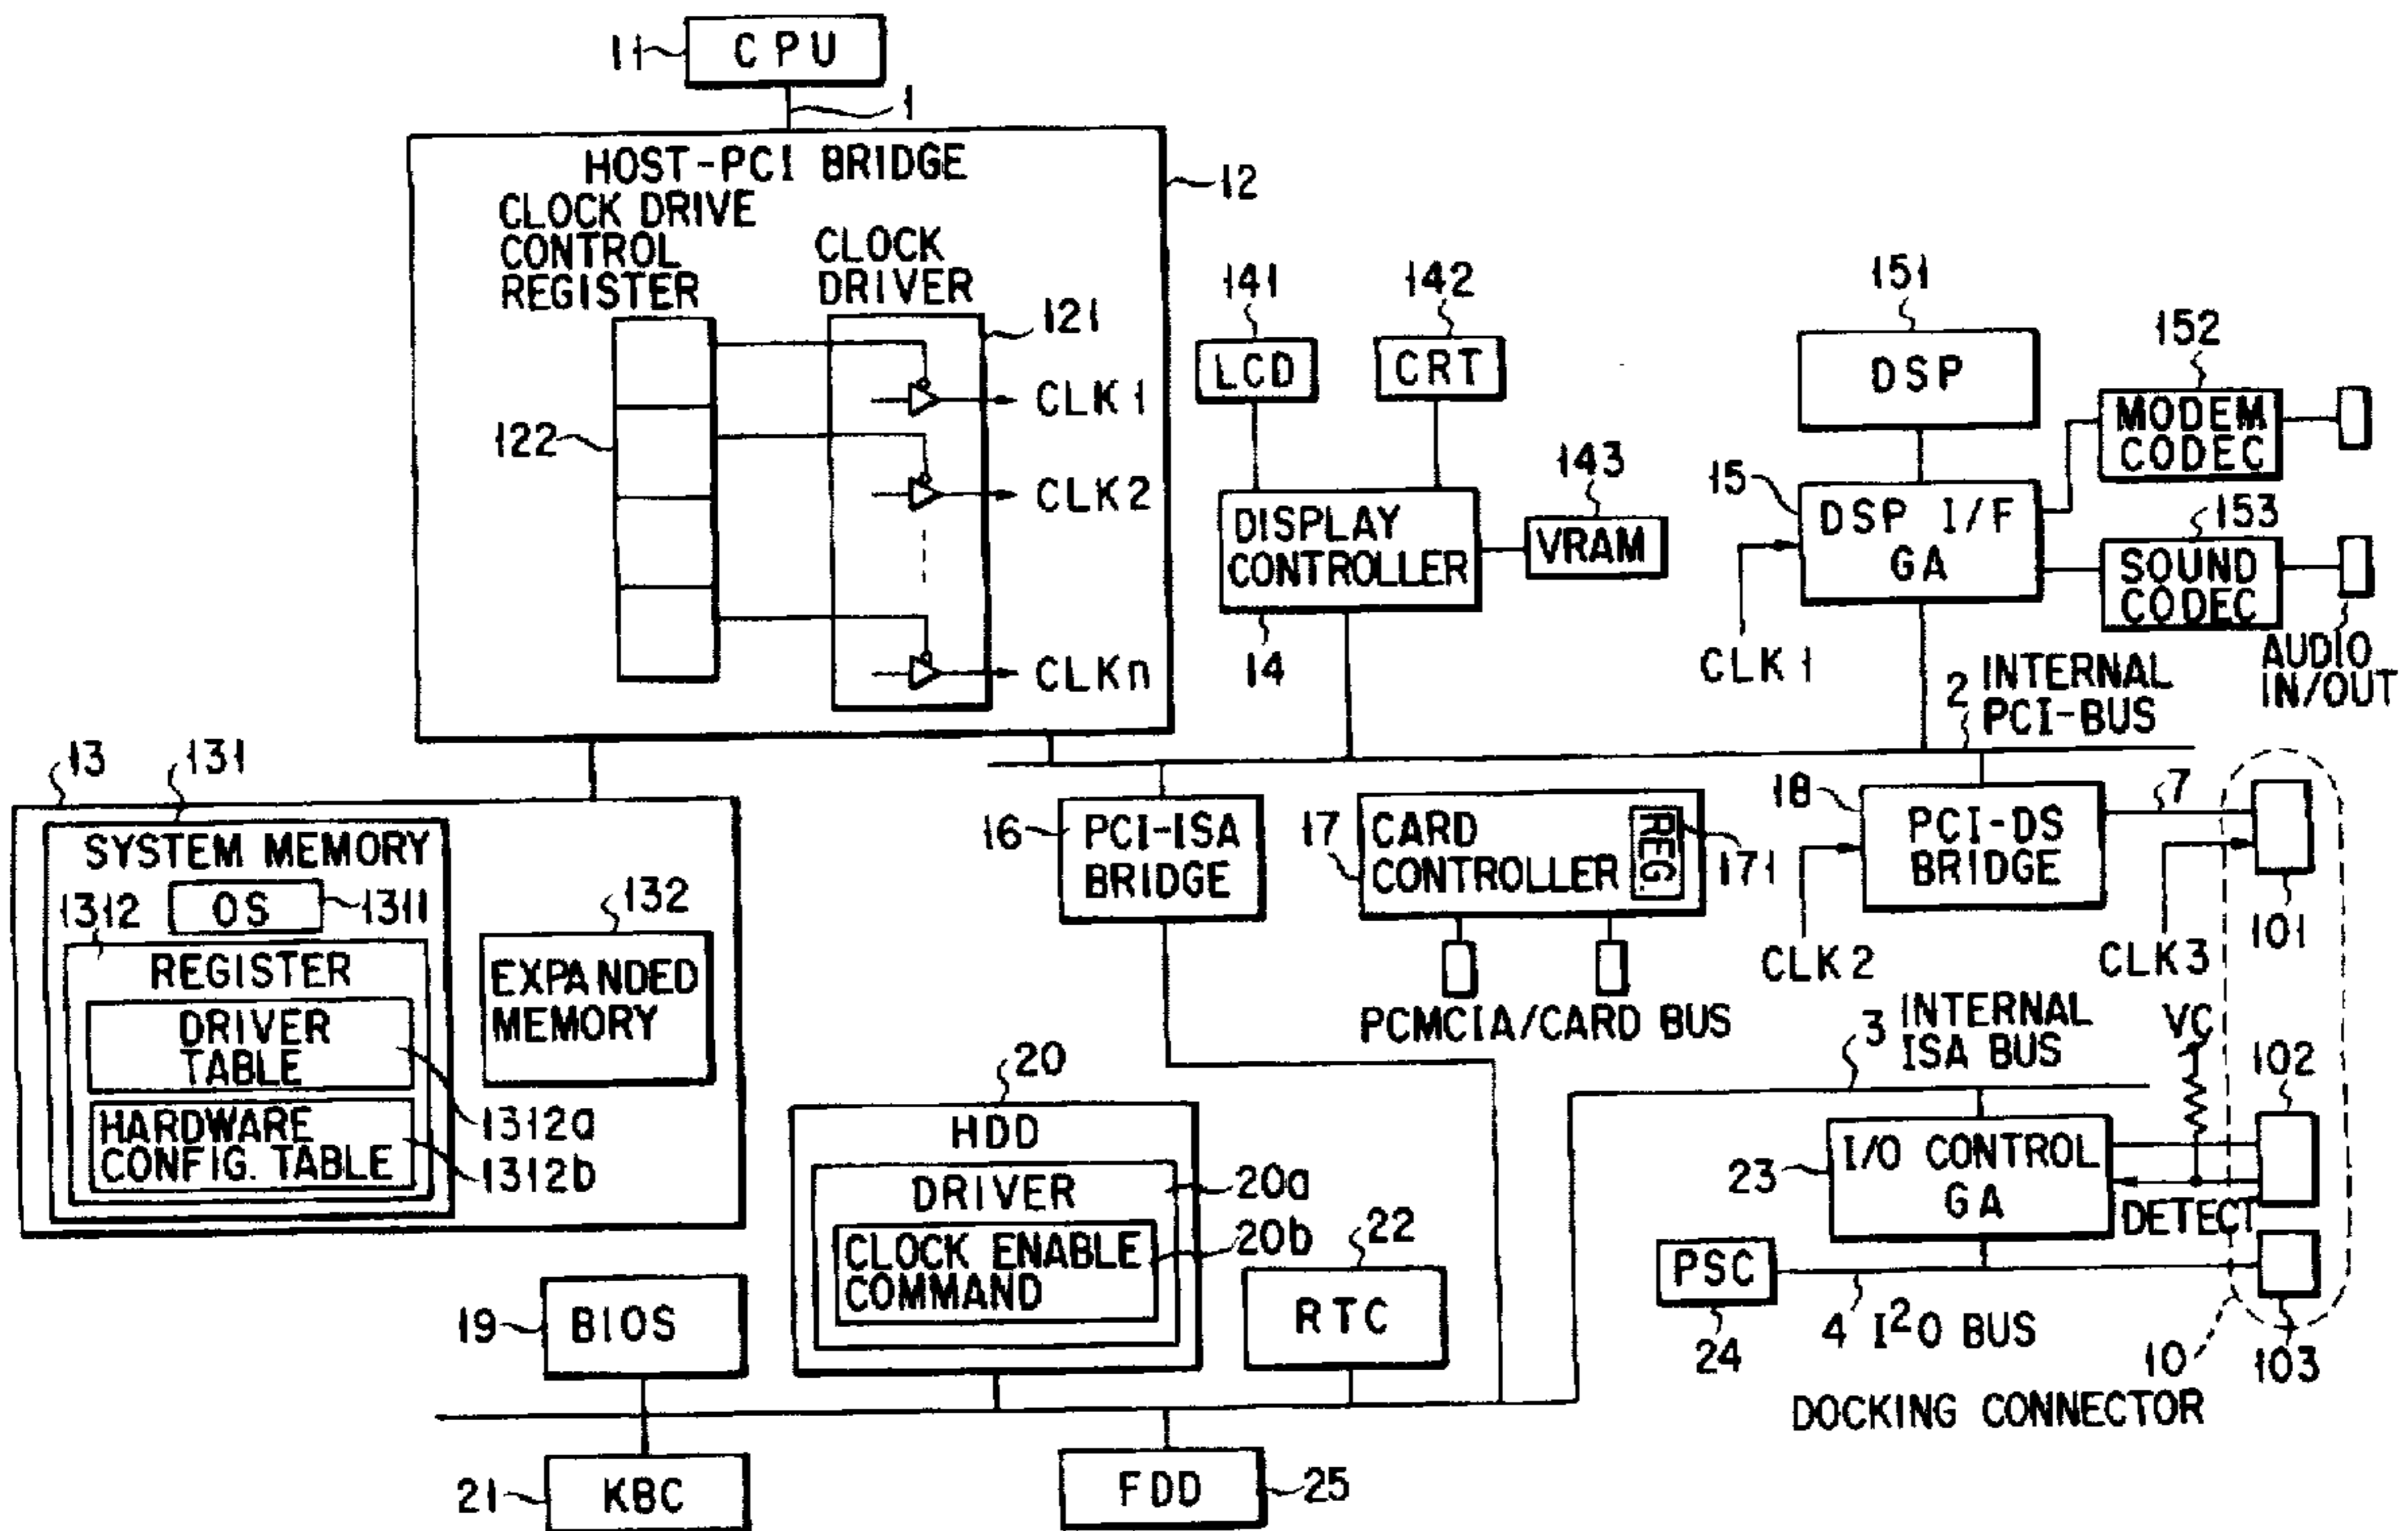 11 CPU
1
HOST-PCI BRIDGE
12
CLOCK DRIVE
CONTROL
REGISTER
CLOCK
DRIVER
121
122
CLK1
CLK2
CLKn
141
LCD
142
CRT
143
VRAM
DISPLAY
CONTROLLER
14
151
DSP
152
MODEM
CODEC
15
DSP I/F
GA
153
SOUND
CODEC
CLK1
AUDIO
IN/OUT
2 INTERNAL
PCI-BUS
13
131
SYSTEM MEMORY
OS
1311
1312
REGISTER
DRIVER
TABLE
1312a
HARDWARE
CONFIG. TABLE
1312b
132
EXPANDED
MEMORY
16
PCI-ISA
BRIDGE
17
CARD
CONTROLLER
REG.
171
PCMCIA/CARD BUS
18
PCI-DS
BRIDGE
7
CLK2
CLK3
101
3 INTERNAL
ISA BUS
VC
102
23
I/O CONTROL
GA
DETECT
PSC
24
4 I²O BUS
10
103
DOCKING CONNECTOR
20
HDD
DRIVER
20a
CLOCK ENABLE
COMMAND
20b
22
RTC
19
BIOS
21
KBC
FDD
25